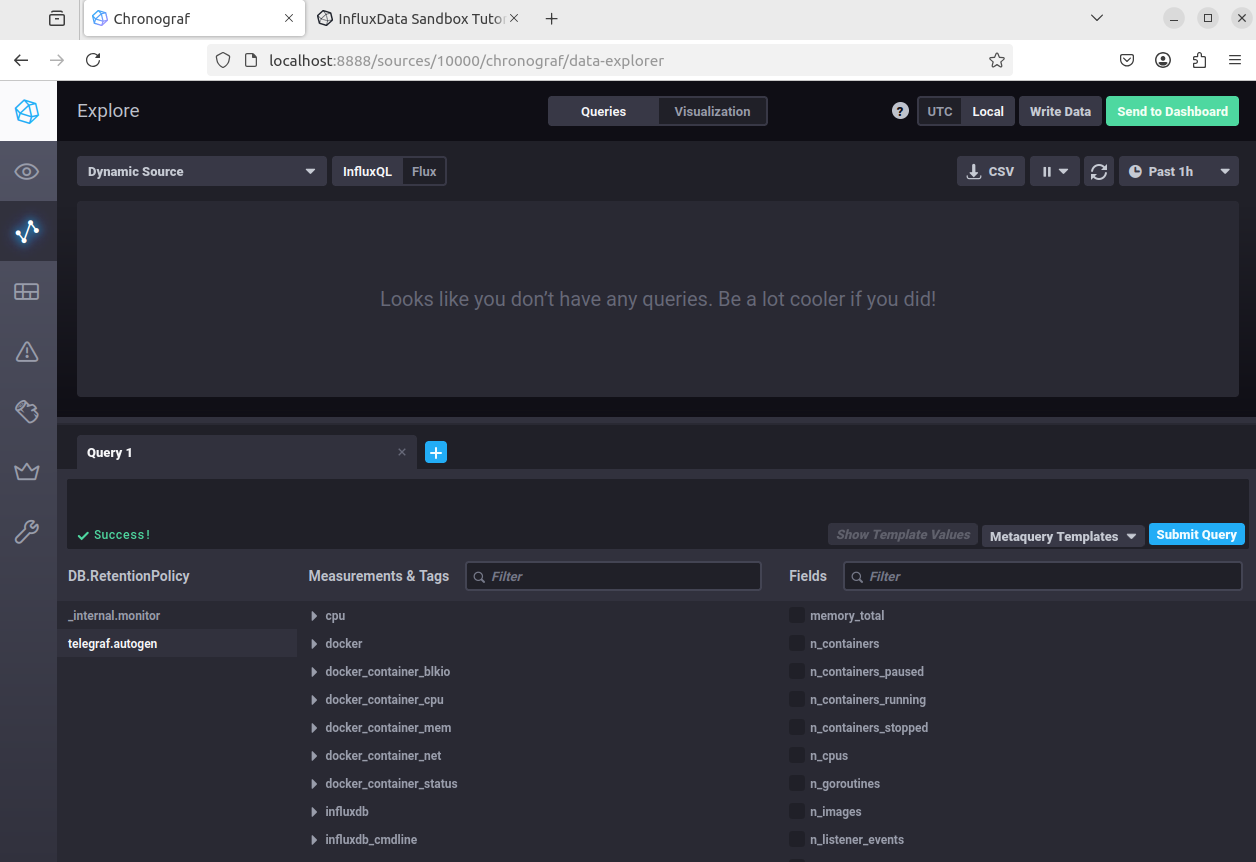 Chronograf
InfluxData Sandbox Tuto
localhost:8888/sources/10000/chronograf/data-explorer
Explore
Queries
Visualization
?
UTC
Local
Write Data
Send to Dashboard
Dynamic Source
InfluxQL
Flux
CSV
Past 1h
Looks like you don’t have any queries. Be a lot cooler if you did!
Query 1
Success!
Show Template Values
Metaquery Templates
Submit Query
DB.RetentionPolicy
Measurements & Tags
Filter
Fields
Filter
_internal.monitor
telegraf.autogen
cpu
docker
docker_container_blkio
docker_container_cpu
docker_container_mem
docker_container_net
docker_container_status
influxdb
influxdb_cmdline
memory_total
n_containers
n_containers_paused
n_containers_running
n_containers_stopped
n_cpus
n_goroutines
n_images
n_listener_events